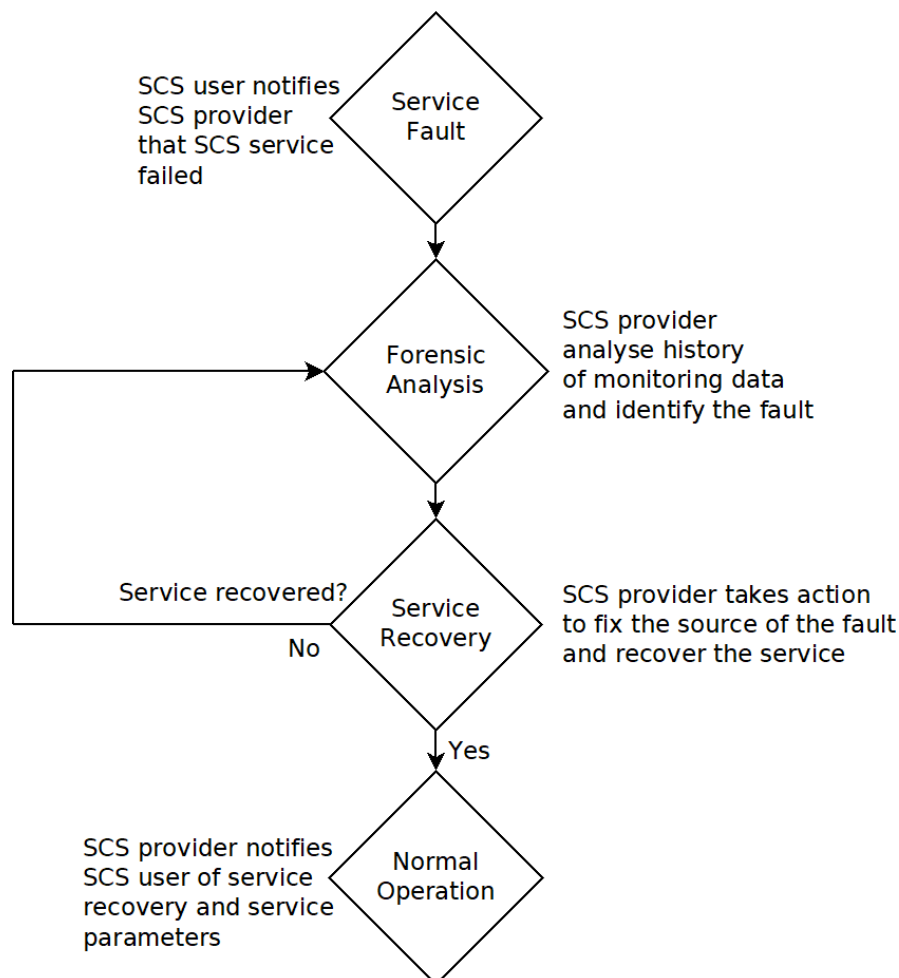 SCS user notifies
SCS provider
that SCS service
failed
Service
Fault
Forensic
Analysis
SCS provider
analyse history
of monitoring data
and identify the fault
Service recovered?
No
Service
Recovery
SCS provider takes action
to fix the source of the fault
and recover the service
Yes
SCS provider notifies
SCS user of service
recovery and service
parameters
Normal
Operation